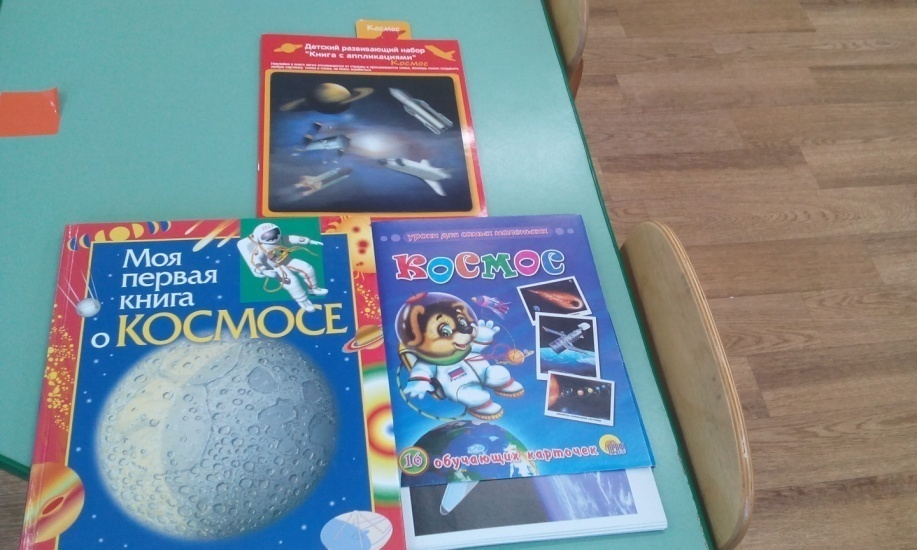 Космос
Детский развивающий набор
"Книга с аппликациями"
Космос
Моя
первая
книга
о КОСМОСЕ
уроки для самых маленьких
КОСМОС
16 обучающих карточек